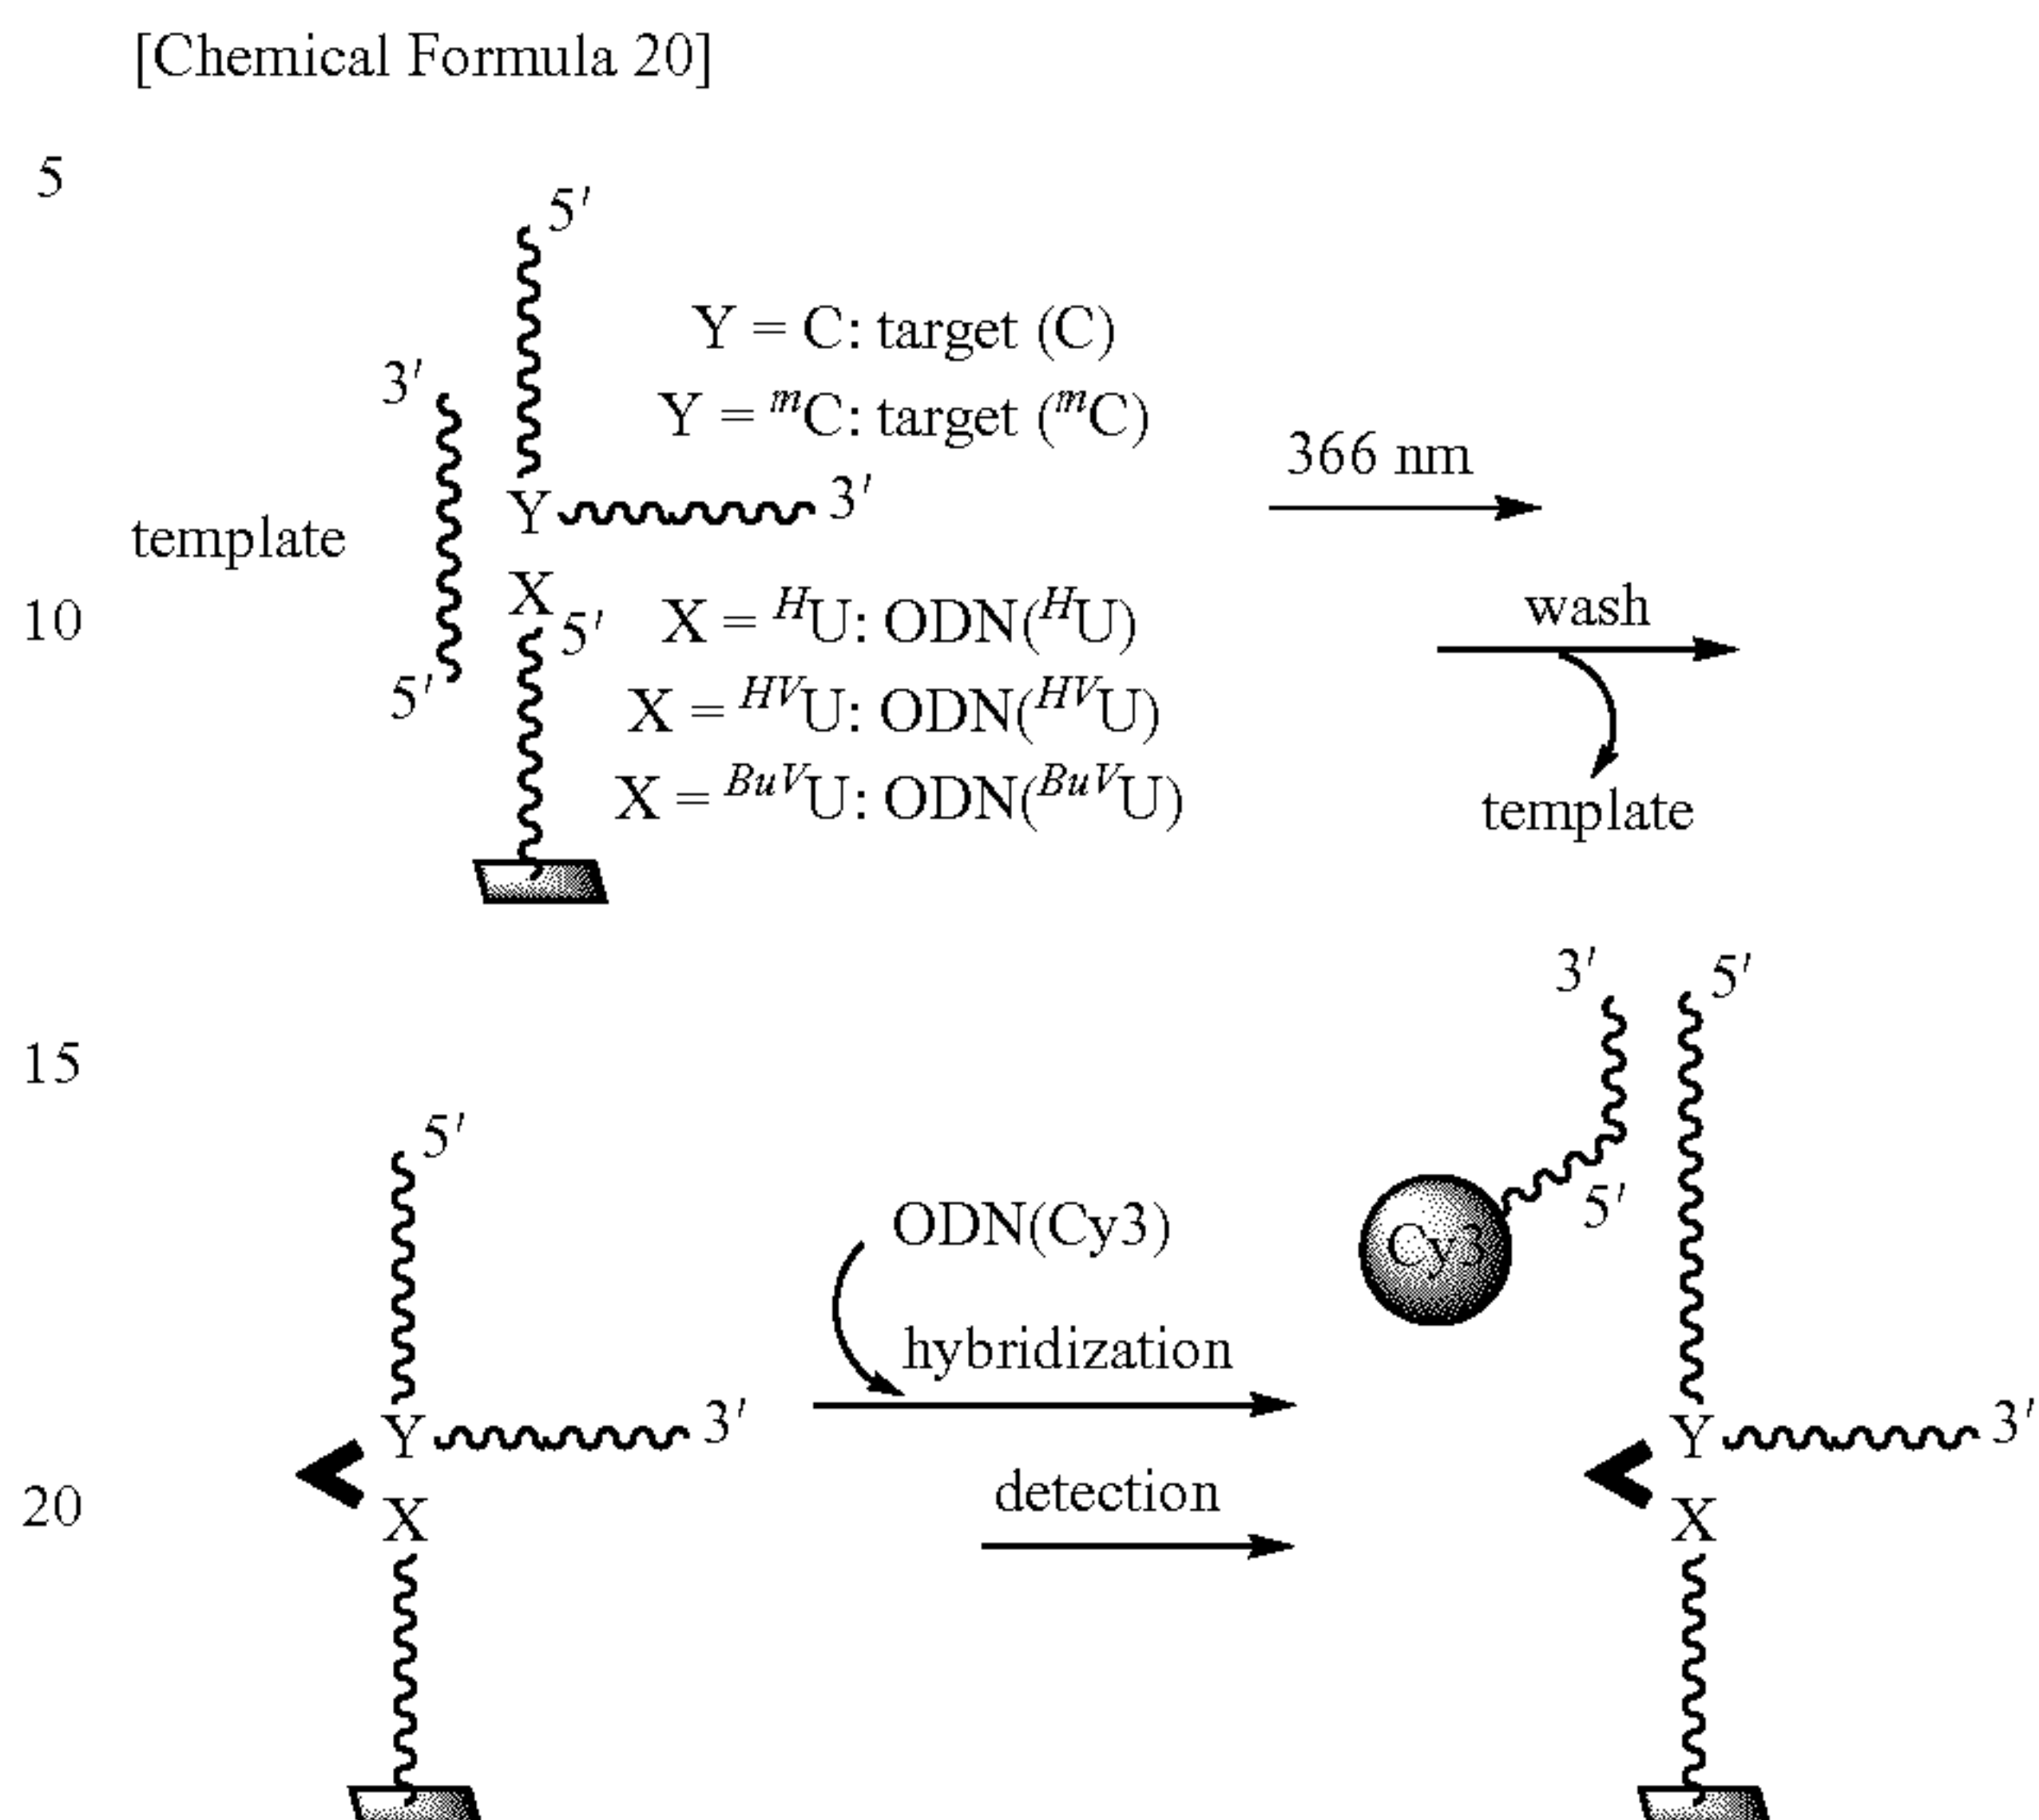 [Chemical Formula 20]
5
5'
Y = C: target (C)
3'
Y = ᵐC: target (ᵐC)
366 nm
Y
3'
template
X
5'
10
X = ᴴU: ODN(ᴴU)
wash
5'
X = ᴴⱽU: ODN(ᴴⱽU)
X = ᴮᵘⱽU: ODN(ᴮᵘⱽU)
template
3'
5'
15
5'
ODN(Cy3)
5'
Cy3
hybridization
Y
3'
Y
3'
detection
20
X
X